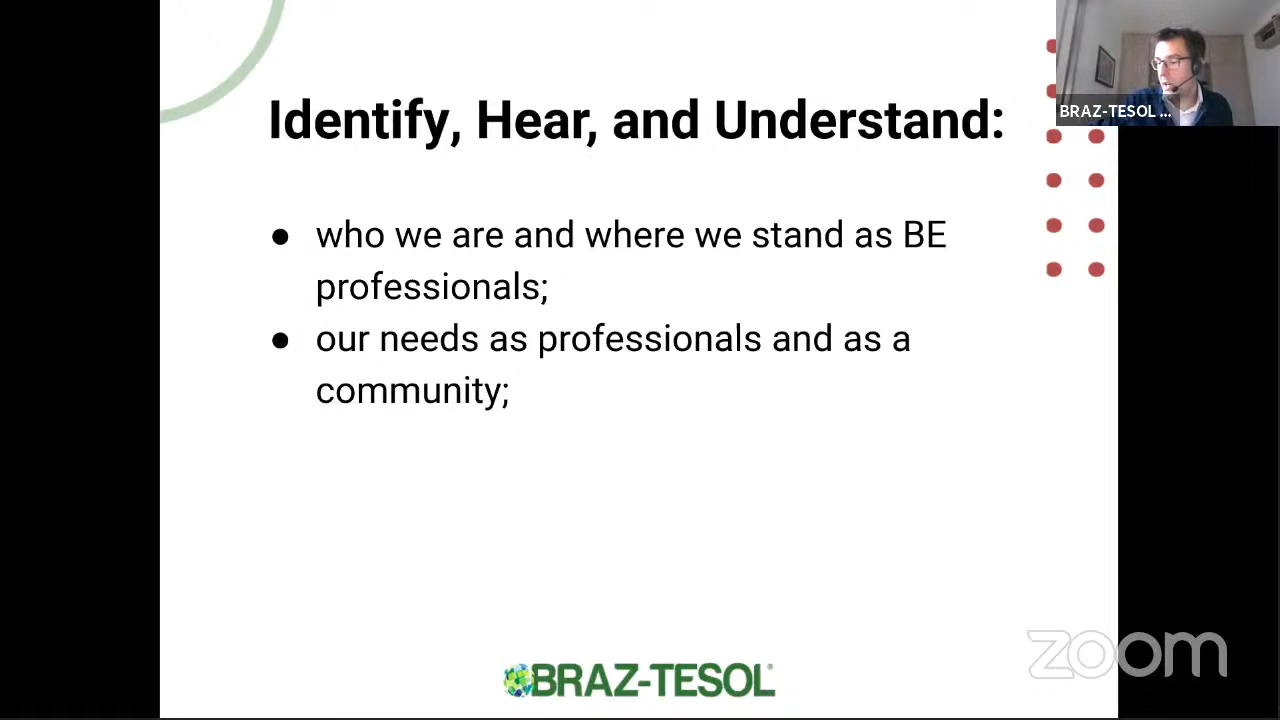 Identify, Hear, and Understand:
BRAZ-TESOL ...
● who we are and where we stand as BE
professionals;
● our needs as professionals and as a
community;
zoom
BRAZ-TESOL®